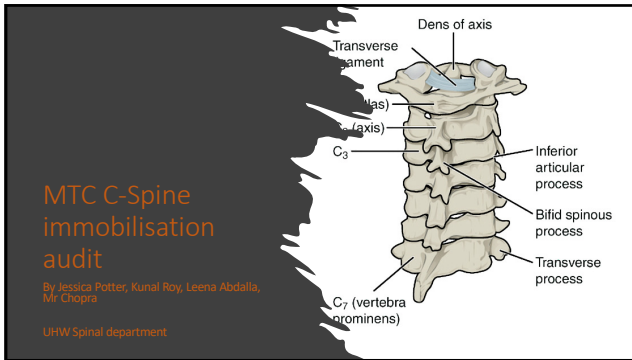 MTC C-Spine
immobilisation
audit
By Jessica Potter, Kunal Roy, Leena Abdalla,
Mr Chopra
UHW Spinal department
Dens of axis
Transverse
(axis)
C3
Inferior
articular
process
Bifid spinous
process
Transverse
process
C7 (vertebra
prominens)